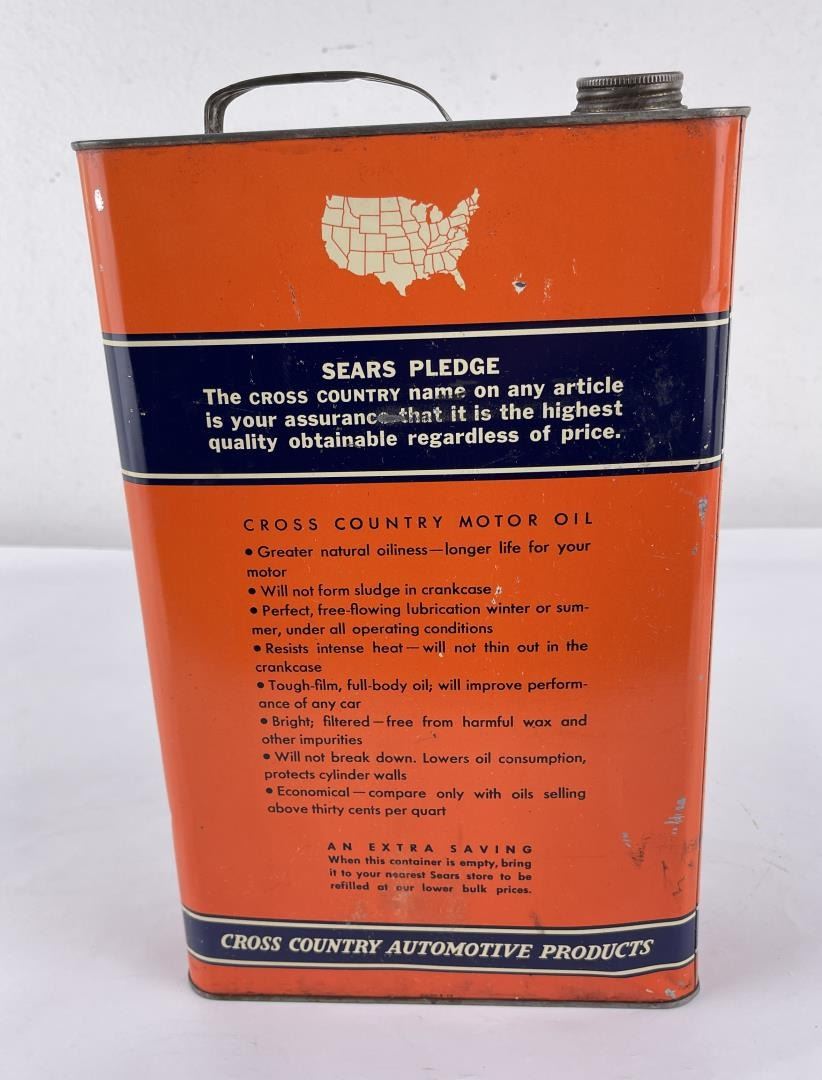 SEARS PLEDGE
The CROSS COUNTRY name on any article
is your assurance that it is the highest
quality obtainable regardless of price.
CROSS COUNTRY MOTOR OIL
• Greater natural oiliness—longer life for your
motor
• Will not form sludge in crankcase
• Perfect, free-flowing lubrication winter or sum-
mer, under all operating conditions
• Resists intense heat—will not thin out in the
crankcase
• Tough-film, full-body oil; will improve perform-
ance of any car
• Bright; filtered—free from harmful wax and
other impurities
• Will not break down. Lowers oil consumption,
protects cylinder walls
• Economical—compare only with oils selling
above thirty cents per quart
AN EXTRA SAVING
When this container is empty, bring
it to your nearest Sears store to be
refilled at our lower bulk prices.
CROSS COUNTRY AUTOMOTIVE PRODUCTS